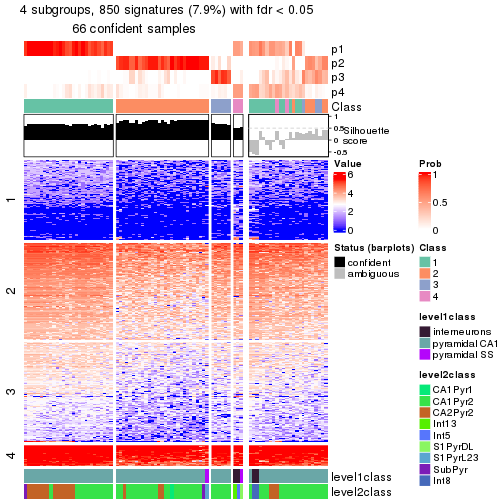 4 subgroups, 850 signatures (7.9%) with fdr < 0.05
66 confident samples
p1
p2
p3
p4
Class
1
0.5
0
-0.5
Silhouette
score
1
2
3
4
level1class
level2class
Value
6
4
2
0
Prob
1
0.5
0
Status (barplots)
confident
ambiguous
Class
1
2
3
4
level1class
interneurons
pyramidal CA1
pyramidal SS
level2class
CA1Pyr1
CA1Pyr2
CA2Pyr2
Int13
Int5
S1PyrDL
S1PyrL23
SubPyr
Int8